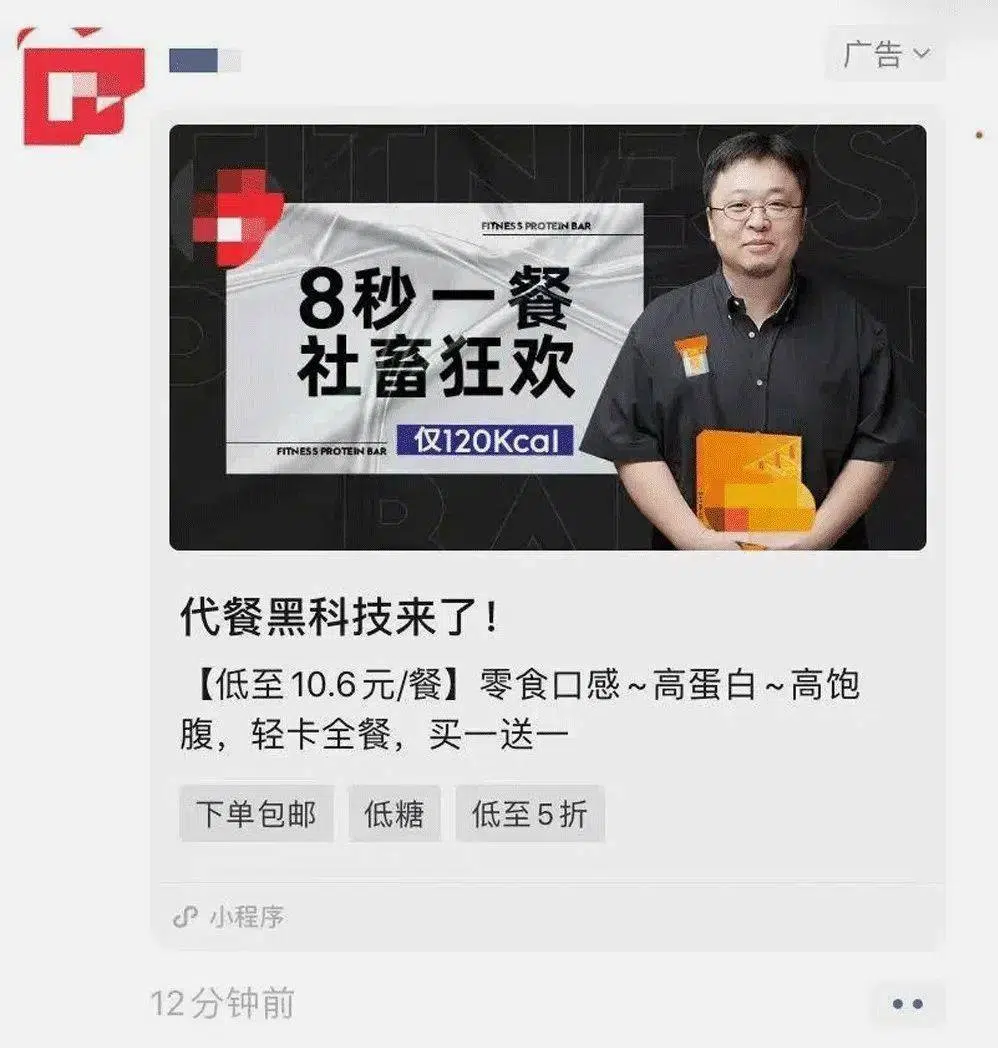 广告
FITNESS PROTEIN BAR
8秒一餐
社畜狂欢
仅120Kcal
FITNESS PROTEIN BAR
代餐黑科技来了！
【低至10.6元/餐】零食口感~高蛋白~高饱
腹，轻卡全餐，买一送一
下单包邮 低糖 低至5折
小程序
12分钟前